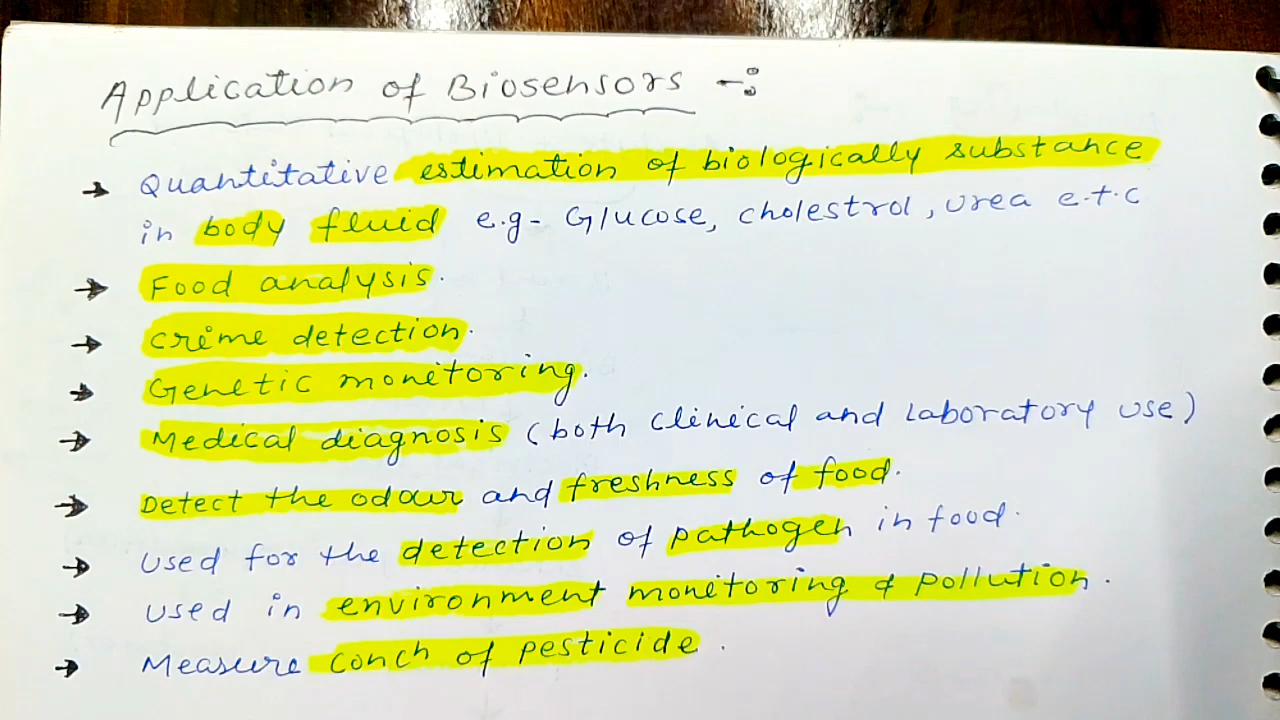 Application of Biosensors -:
→ Quantitative estimation of biologically substance
in body fluid e.g- Glucose, cholestrol, urea e.t.c
→ Food analysis.
→ Crime detection.
→ Genetic monitoring.
→ Medical diagnosis (both clinical and Laboratory use)
→ Detect the odour and freshness of food.
→ Used for the detection of pathogen in food.
→ Used in environment monitoring & pollution.
→ Measure concn of pesticide.